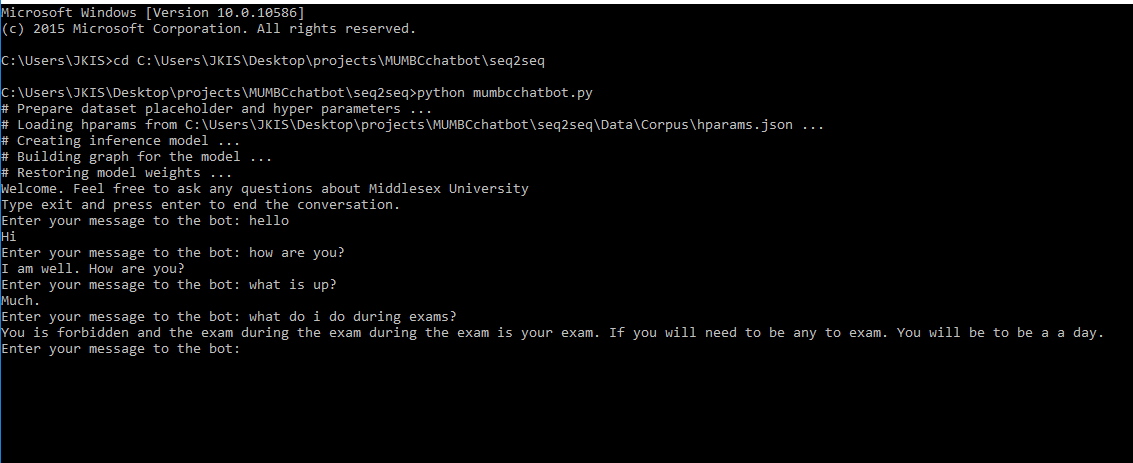 Microsoft Windows [Version 10.0.10586]
(c) 2015 Microsoft Corporation. All rights reserved.
C:\Users\JKIS>cd C:\Users\JKIS\Desktop\projects\MUMBCchatbot\seq2seq
C:\Users\JKIS\Desktop\projects\MUMBCchatbot\seq2seq>python mumbcchatbot.py
# Prepare dataset placeholder and hyper parameters ...
# Loading hparams from C:\Users\JKIS\Desktop\projects\MUMBCchatbot\seq2seq\Data\Corpus\hparams.json ...
# Creating inference model ...
# Building graph for the model ...
# Restoring model weights ...
Welcome. Feel free to ask any questions about Middlesex University
Type exit and press enter to end the conversation.
Enter your message to the bot: hello
Hi
Enter your message to the bot: how are you?
I am well. How are you?
Enter your message to the bot: what is up?
Much.
Enter your message to the bot: what do i do during exams?
You is forbidden and the exam during the exam during the exam is your exam. If you will need to be any to exam. You will be to be a a day.
Enter your message to the bot: